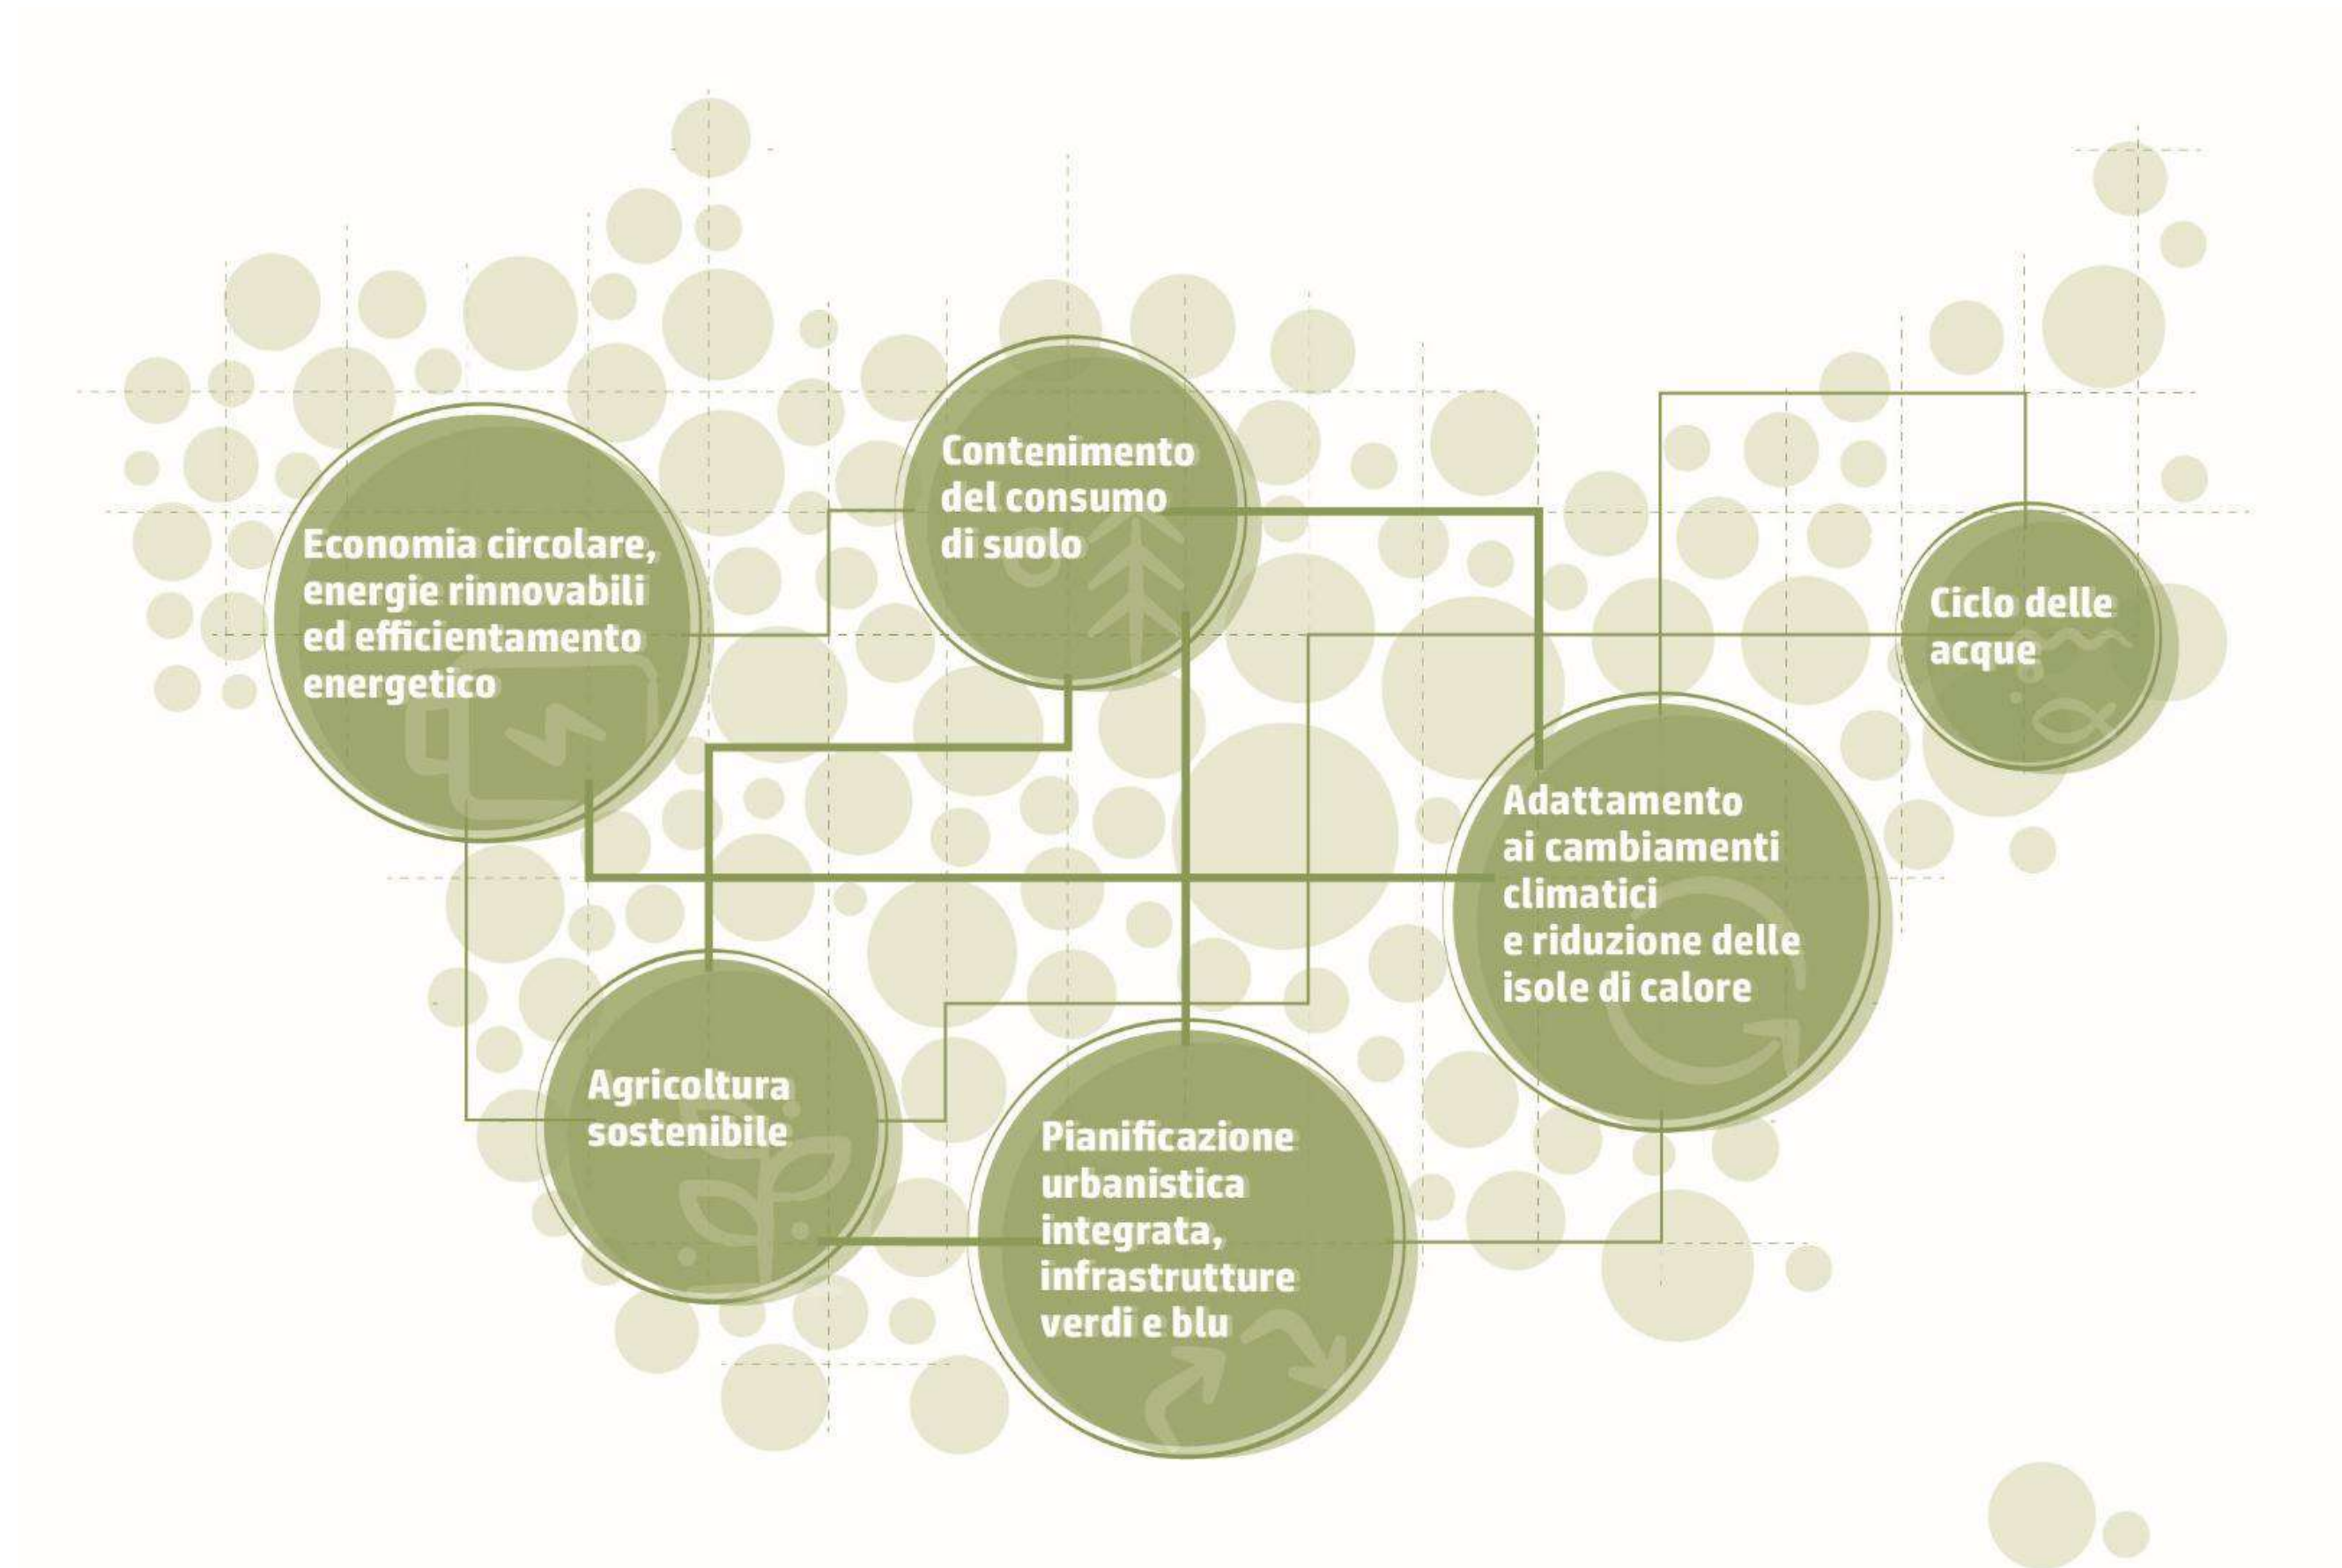 Contenimento
del consumo
di suolo
Economia circolare,
energie rinnovabili
ed efficientamento
energetico
Ciclo delle
acque
Adattamento
ai cambiamenti
climatici
e riduzione delle
isole di calore
Agricoltura
sostenibile
Pianificazione
urbanistica
integrata,
infrastrutture
verdi e blu